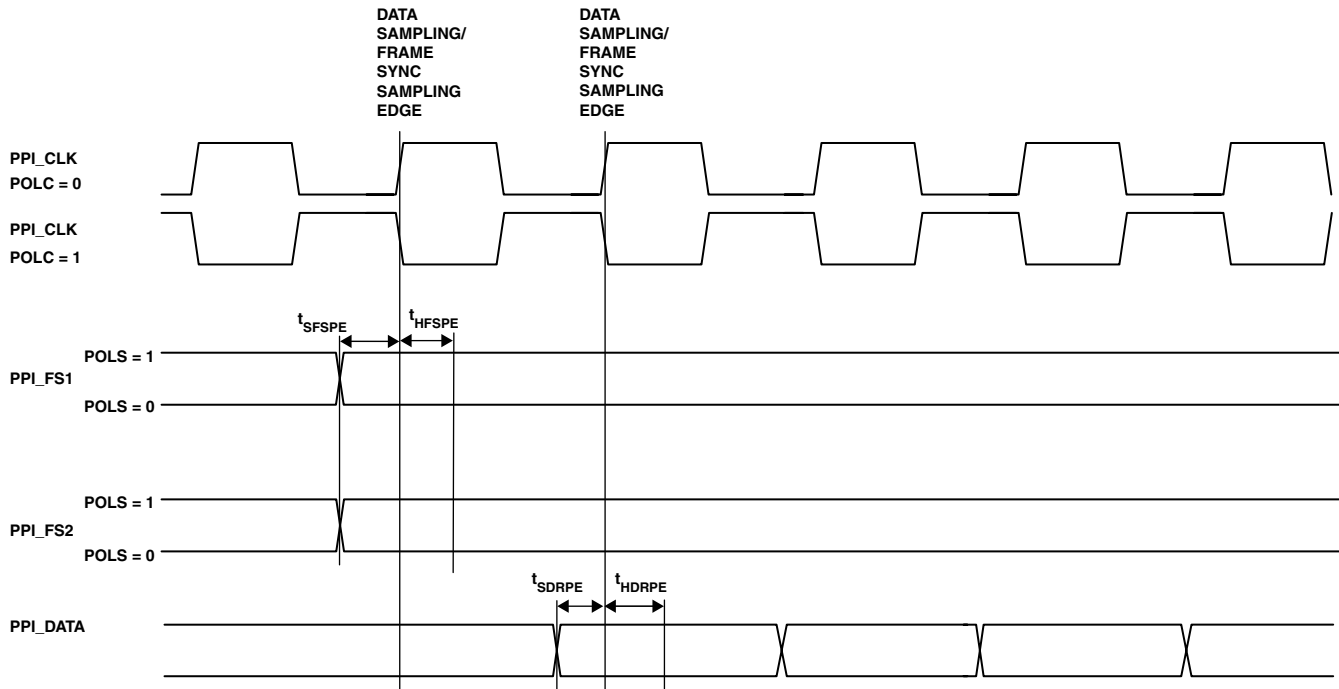 DATA
SAMPLING/
FRAME
SYNC
SAMPLING
EDGE
DATA
SAMPLING/
FRAME
SYNC
SAMPLING
EDGE
PPI_CLK
POLC = 0
PPI_CLK
POLC = 1
tSFSPE
tHFSPE
POLS = 1
PPI_FS1
POLS = 0
POLS = 1
PPI_FS2
POLS = 0
tSDRPE
tHDRPE
PPI_DATA